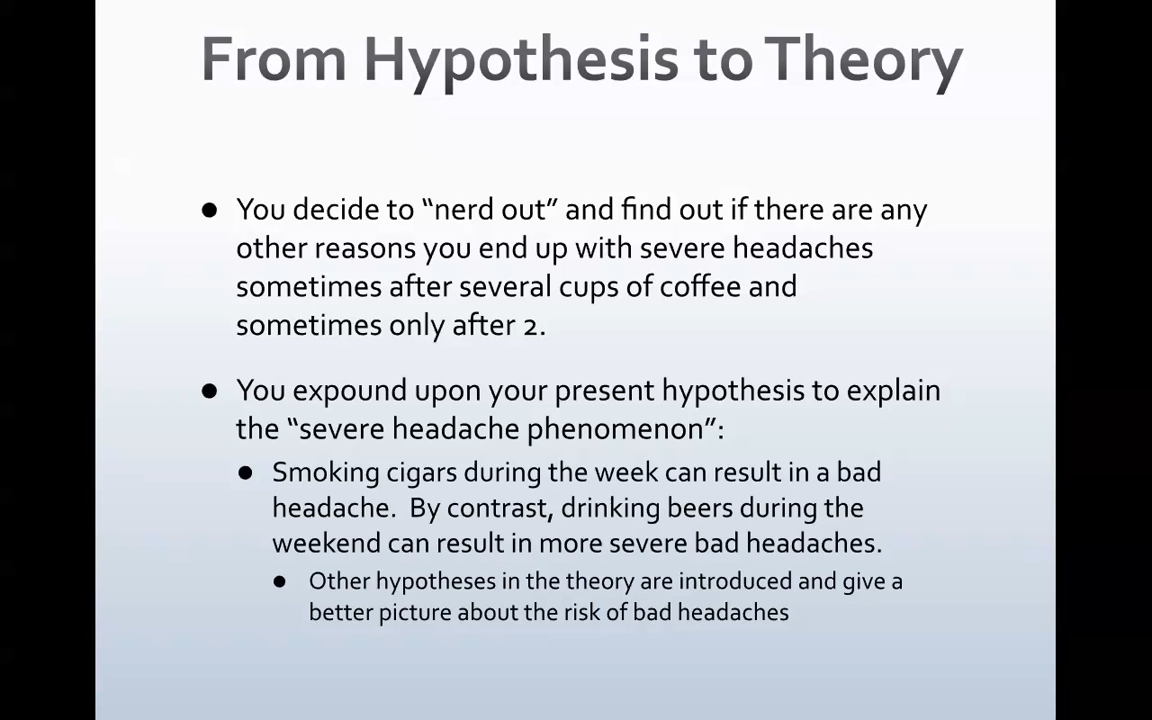 From Hypothesis to Theory
● You decide to “nerd out” and find out if there are any
other reasons you end up with severe headaches
sometimes after several cups of coffee and
sometimes only after 2.
● You expound upon your present hypothesis to explain
the “severe headache phenomenon”:
● Smoking cigars during the week can result in a bad
headache.  By contrast, drinking beers during the
weekend can result in more severe bad headaches.
● Other hypotheses in the theory are introduced and give a
better picture about the risk of bad headaches